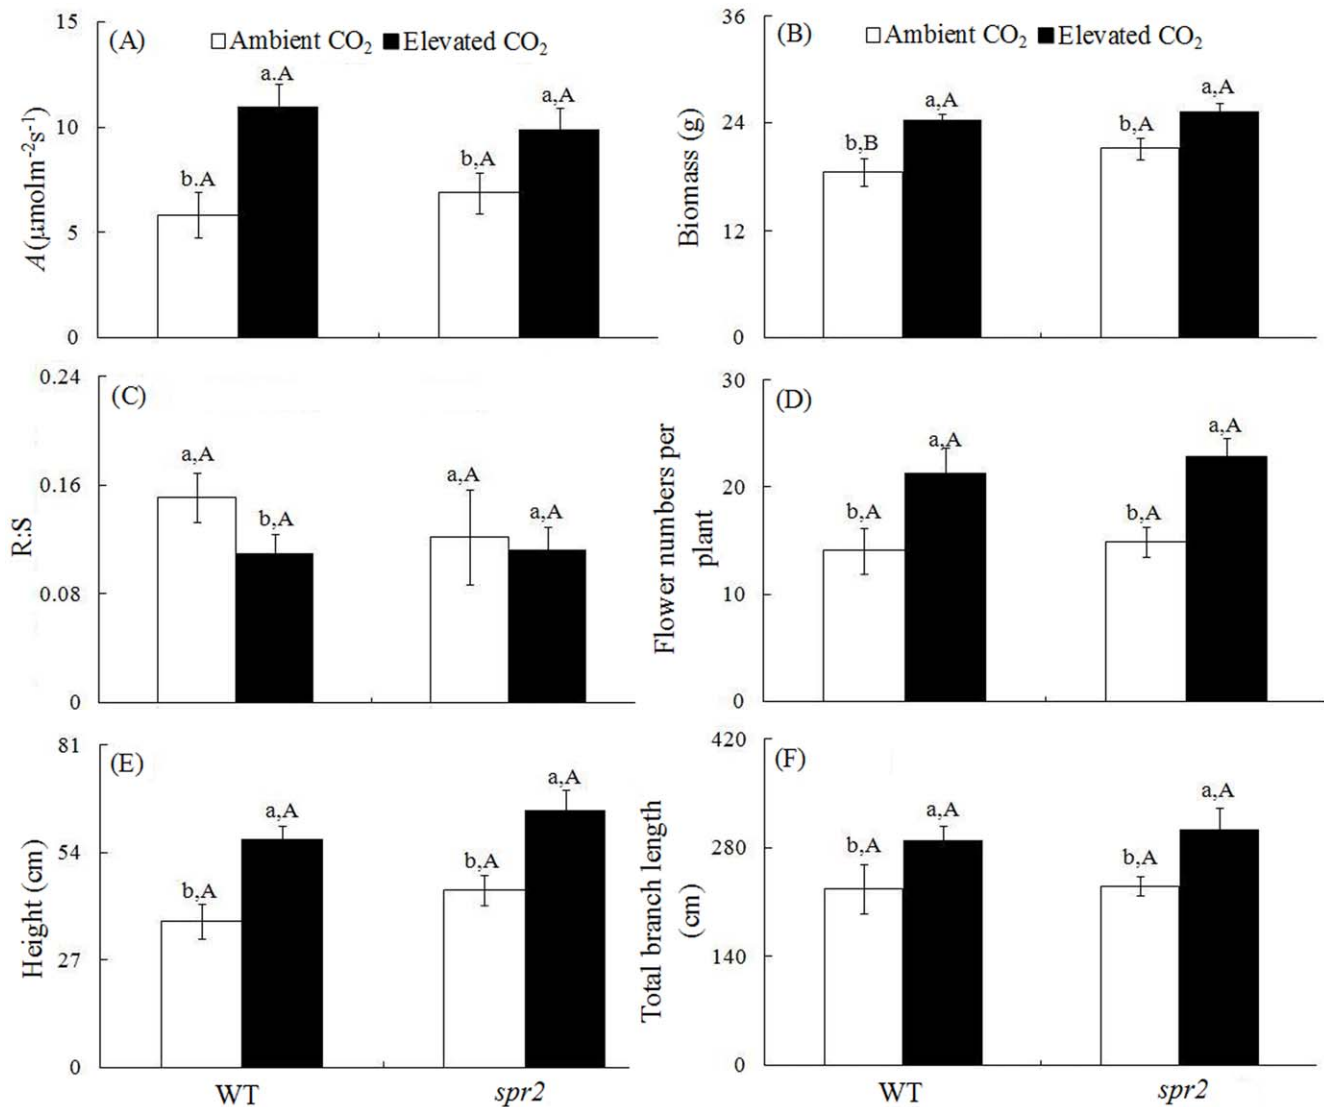 (A)
□Ambient CO₂ ■Elevated CO₂
15
10
5
0
A(μmolm⁻²s⁻¹)
b.A
a.A
b,A
a,A
(B)
□Ambient CO₂ ■Elevated CO₂
36
24
12
0
Biomass (g)
b,B
a,A
b,A
a,A
(C)
0.24
0.16
0.08
0
R:S
a,A
b,A
a,A
a,A
(D)
30
20
10
0
Flower numbers per
plant
b,A
a,A
b,A
a,A
(E)
81
54
27
0
Height (cm)
b,A
a,A
b,A
a,A
WT
spr2
(F)
420
280
140
0
Total branch length
(cm)
b,A
a,A
b,A
a,A
WT
spr2